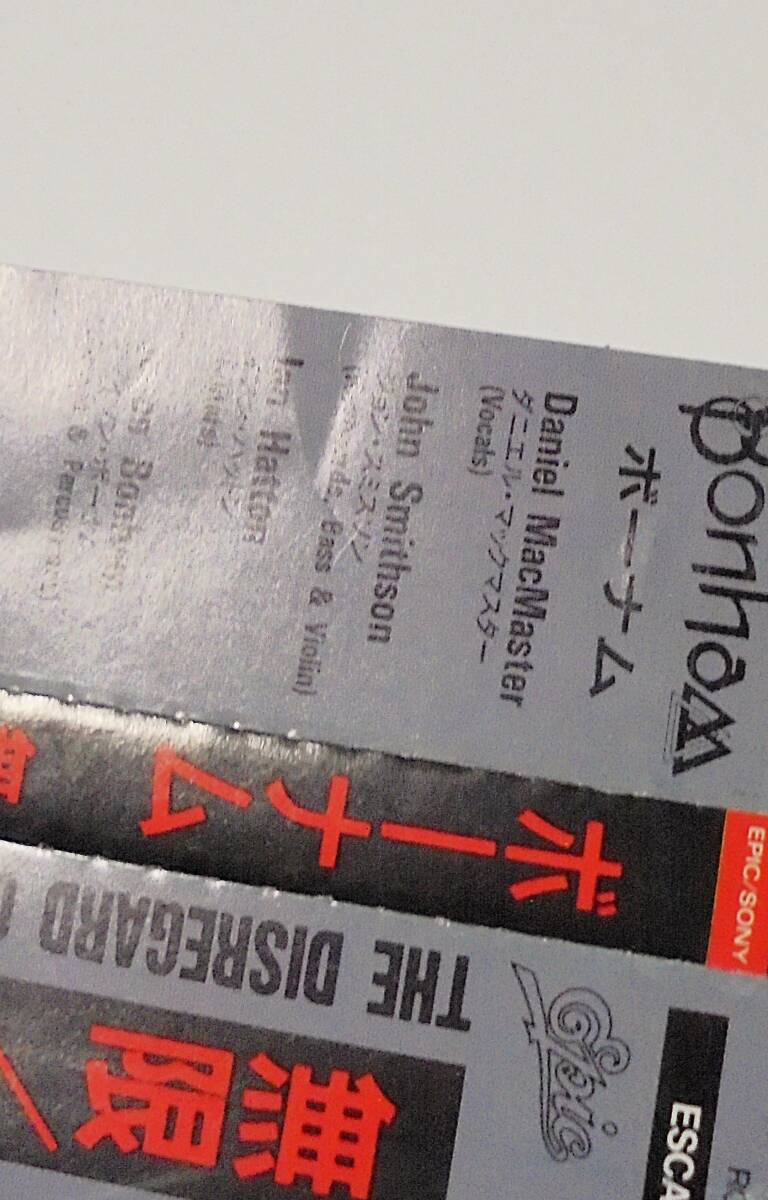 Bonham
ボーナム
Daniel MacMaster
ダニエル・マックマスター
(Vocals)
John Smithson
ジョン・スミスソン
Bass & Violin)
Ian Hatton
EPIC/SONY
ボーナム
無
THE DISREGARD
Epic
ESCA
無限/